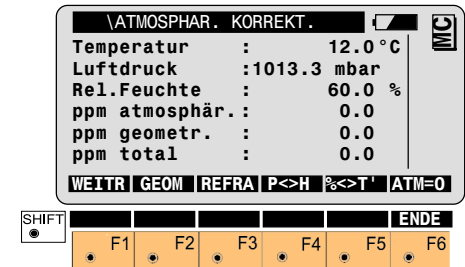 \ATMOSPHAR. KORREKT.
MC
Temperatur : 12.0°C
Luftdruck :1013.3 mbar
Rel.Feuchte : 60.0 %
ppm atmosphär.: 0.0
ppm geometr. : 0.0
ppm total : 0.0
WEITR GEOM REFRA P<>H %<>T' ATM=0
SHIFT ENDE
F1 F2 F3 F4 F5 F6